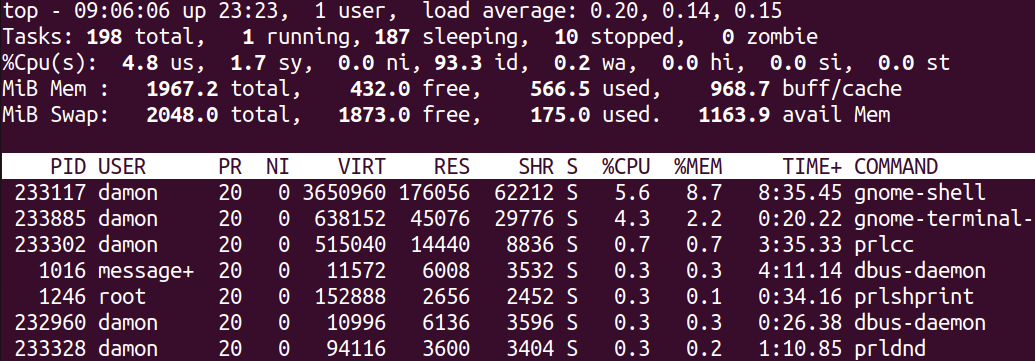 top - 09:06:06 up 23:23,  1 user,  load average: 0.20, 0.14, 0.15
Tasks: 198 total,   1 running, 187 sleeping,  10 stopped,   0 zombie
%Cpu(s):  4.8 us,  1.7 sy,  0.0 ni, 93.3 id,  0.2 wa,  0.0 hi,  0.0 si,  0.0 st
MiB Mem :   1967.2 total,    432.0 free,    566.5 used,    968.7 buff/cache
MiB Swap:   2048.0 total,   1873.0 free,    175.0 used.   1163.9 avail Mem
PID USER      PR  NI    VIRT    RES    SHR S  %CPU  %MEM     TIME+ COMMAND
233117 damon     20   0 3650960 176056  62212 S   5.6   8.7   8:35.45 gnome-shell
233885 damon     20   0  638152  45076  29776 S   4.3   2.2   0:20.22 gnome-terminal-
233302 damon     20   0  515040  14440   8836 S   0.7   0.7   3:35.33 prlcc
1016 message+  20   0   11572   6008   3532 S   0.3   0.3   4:11.14 dbus-daemon
1246 root      20   0  152888   2656   2452 S   0.3   0.1   0:34.16 prlshprint
232960 damon     20   0   10996   6136   3596 S   0.3   0.3   0:26.38 dbus-daemon
233328 damon     20   0   94116   3600   3404 S   0.3   0.2   1:10.85 prldnd